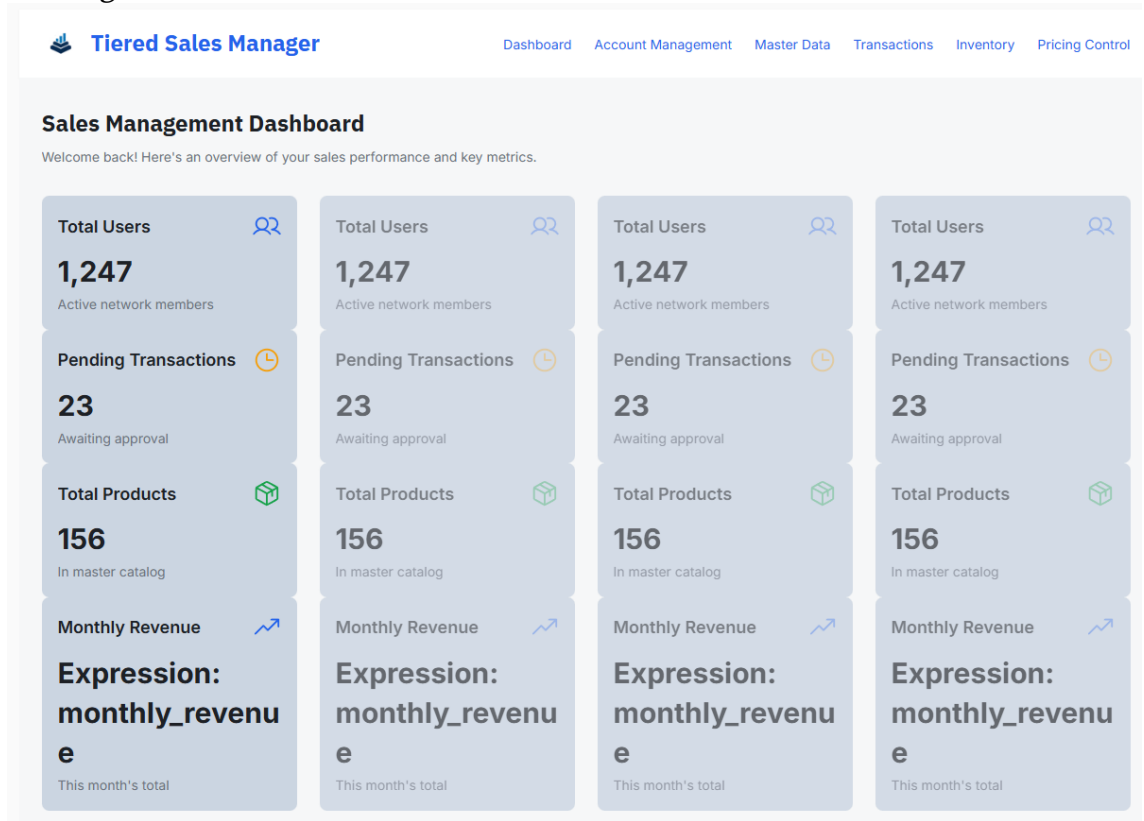 Tiered Sales Manager
Dashboard Account Management Master Data Transactions Inventory Pricing Control
Sales Management Dashboard
Welcome back! Here's an overview of your sales performance and key metrics.
Total Users Total Users Total Users Total Users
1,247 1,247 1,247 1,247
Active network members Active network members Active network members Active network members
Pending Transactions Pending Transactions Pending Transactions Pending Transactions
23 23 23 23
Awaiting approval Awaiting approval Awaiting approval Awaiting approval
Total Products Total Products Total Products Total Products
156 156 156 156
In master catalog In master catalog In master catalog In master catalog
Monthly Revenue Monthly Revenue Monthly Revenue Monthly Revenue
Expression: Expression: Expression: Expression:
monthly_revenu monthly_revenu monthly_revenu monthly_revenu
e e e e
This month's total This month's total This month's total This month's total